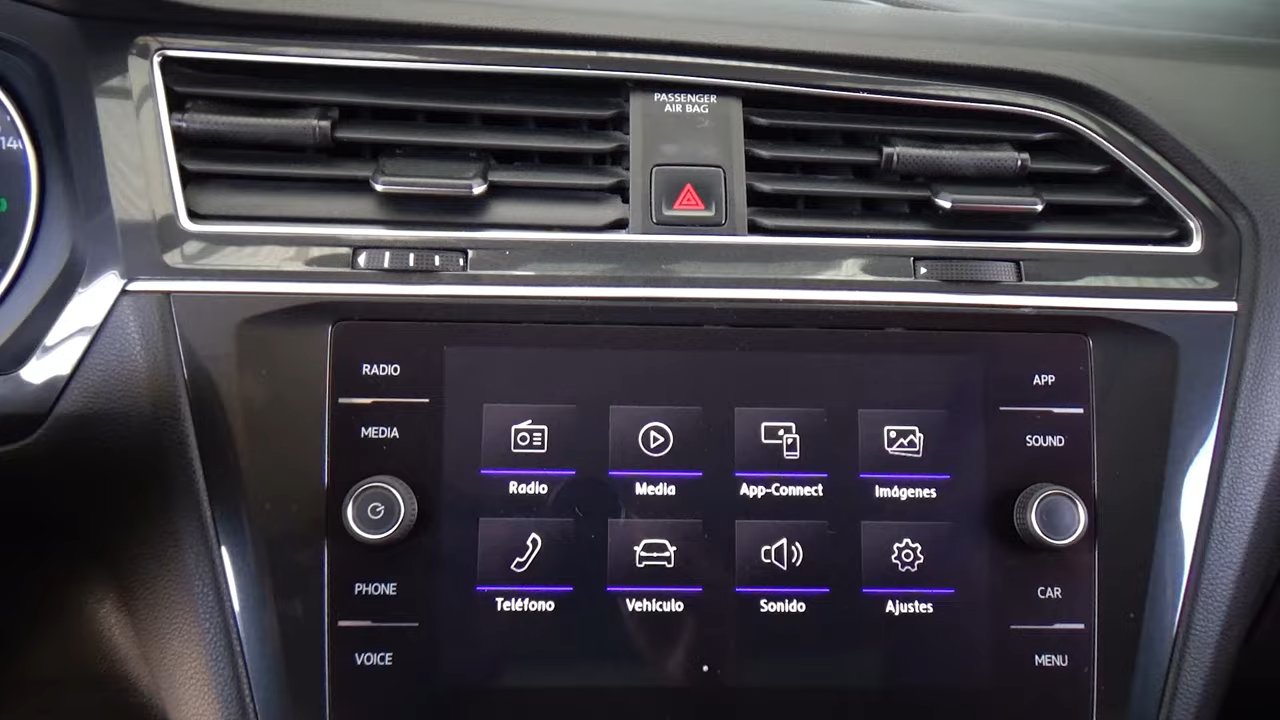 140
PASSENGER
AIR BAG
RADIO
MEDIA
PHONE
VOICE
Radio
Media
App-Connect
Imágenes
Teléfono
Vehículo
Sonido
Ajustes
APP
SOUND
CAR
MENU